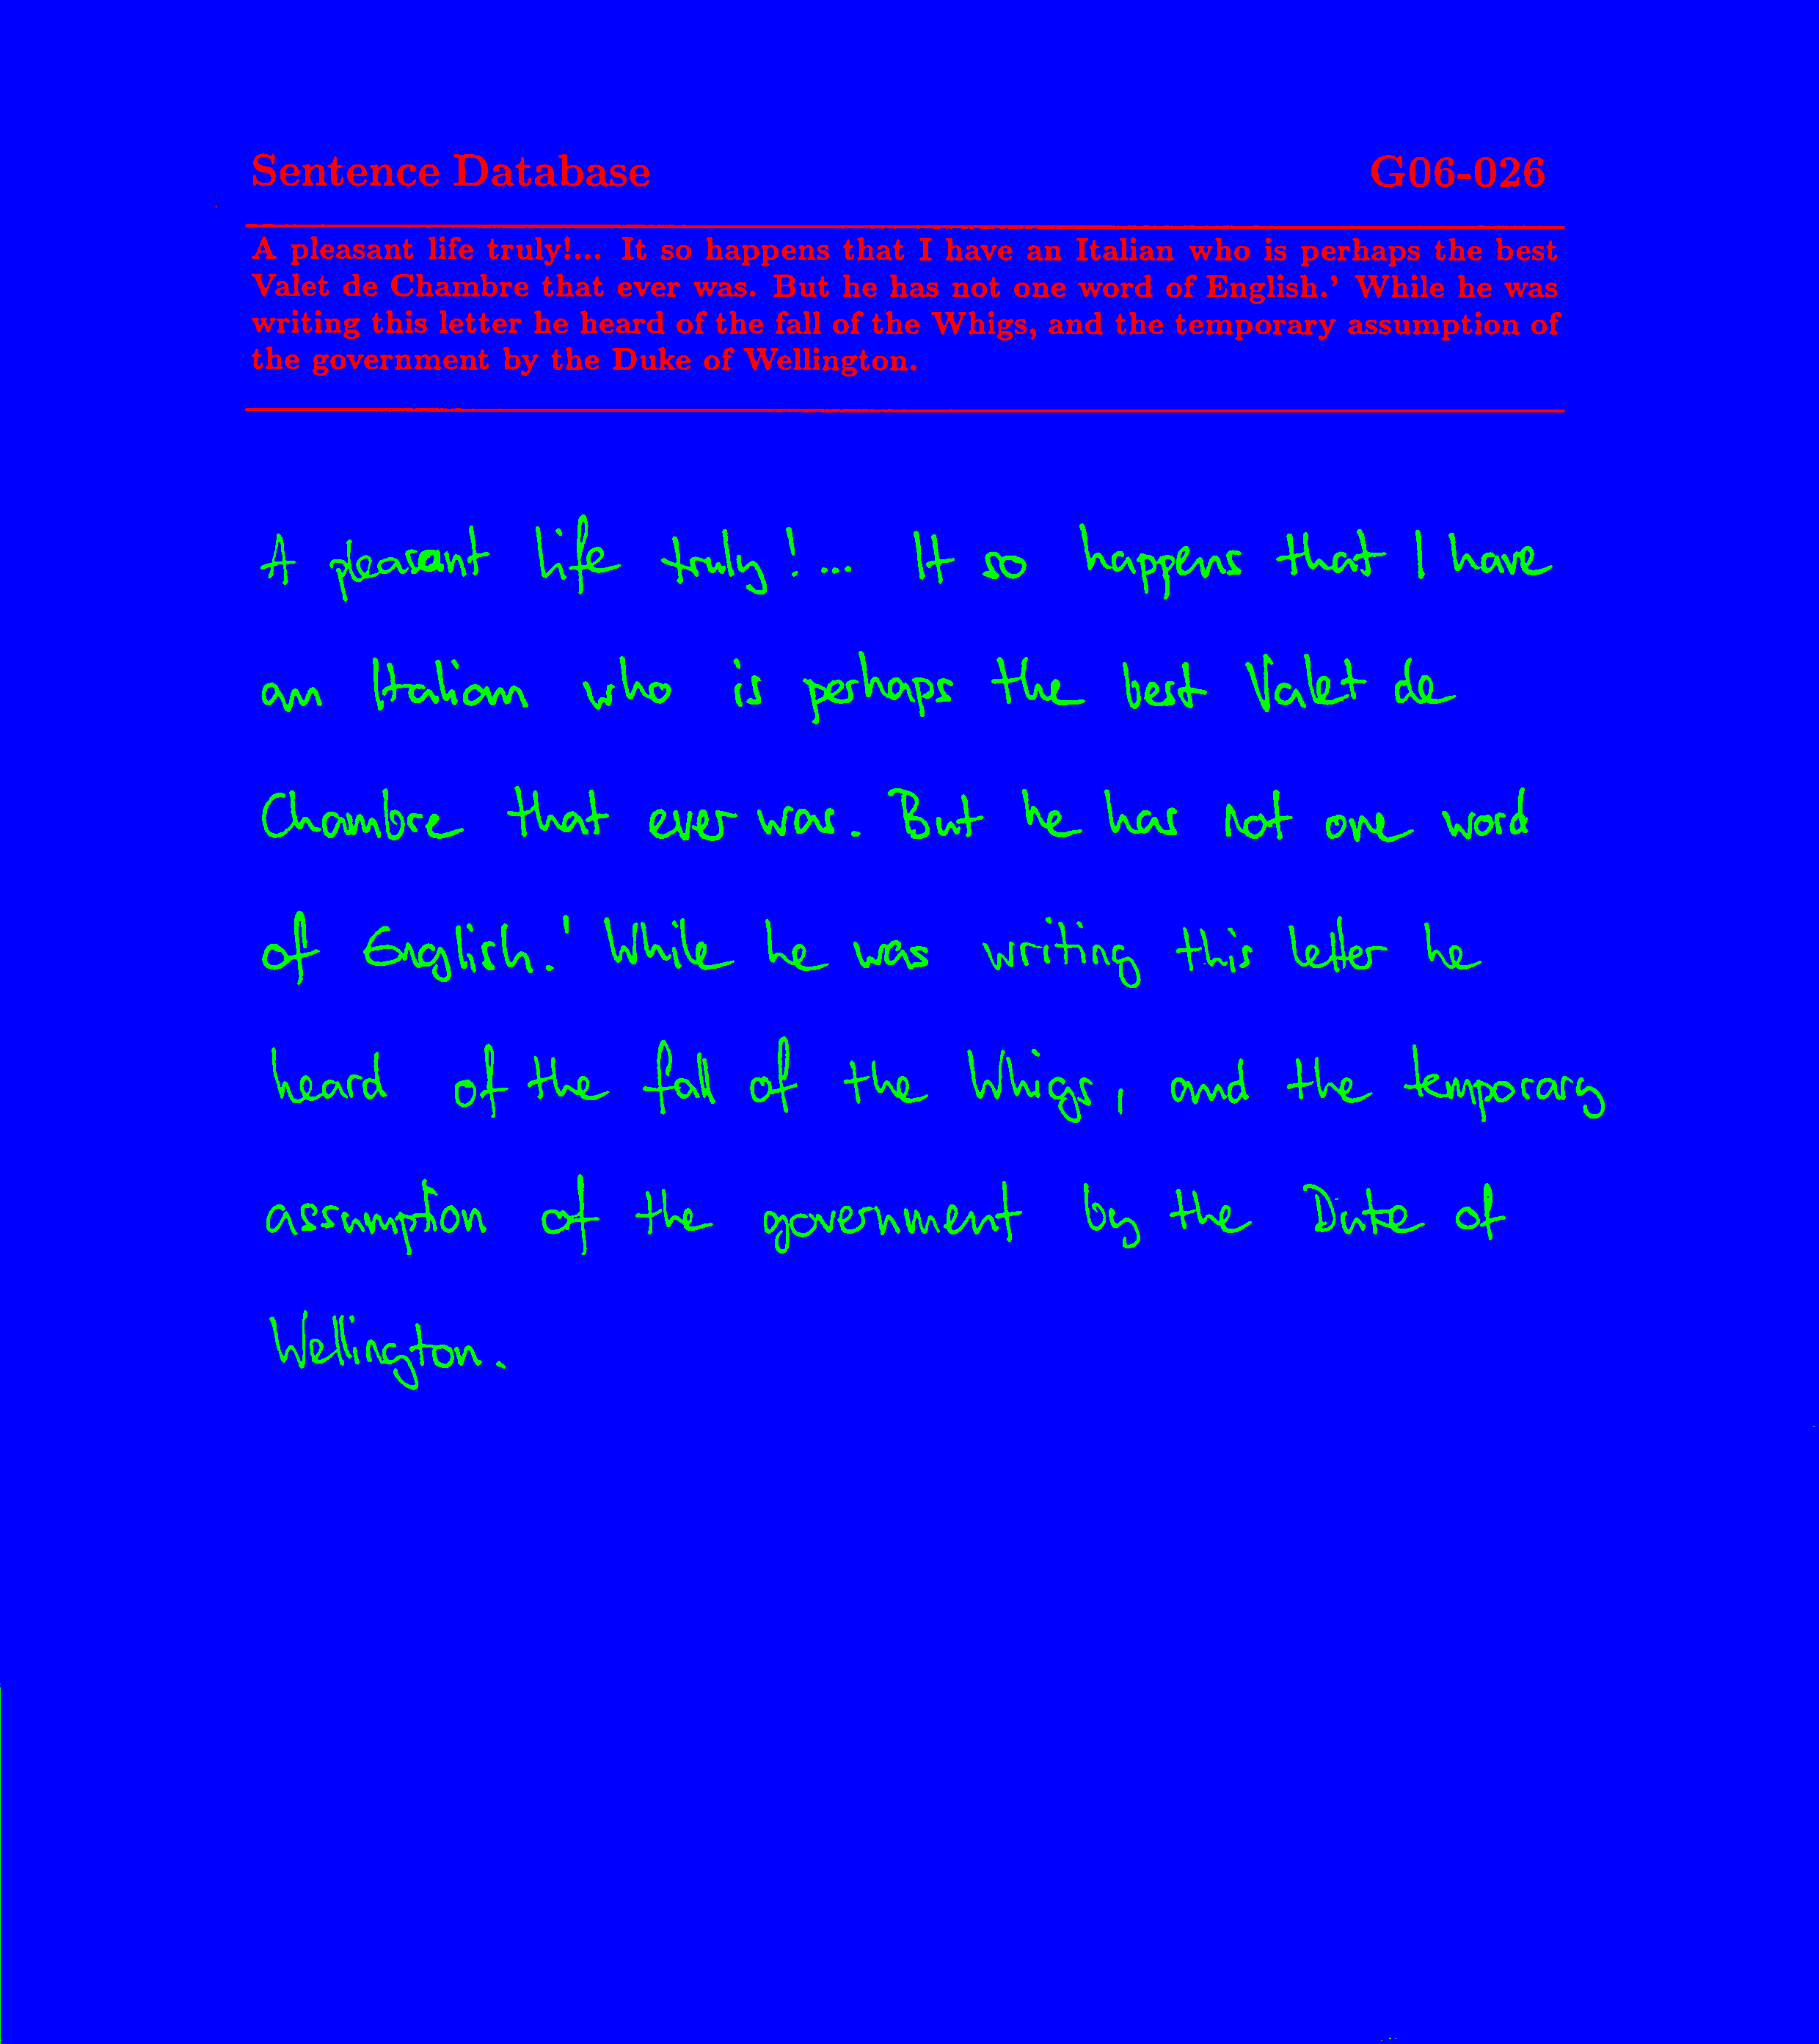 Sentence Database G06-026
A pleasant life truly!... It so happens that I have an Italian who is perhaps the best
Valet de Chambre that ever was. But he has not one word of English.' While he was
writing this letter he heard of the fall of the Whigs, and the temporary assumption of
the government by the Duke of Wellington.
A pleasant life truly!... It so happens that I have
an Italian who is perhaps the best Valet de
Chambre that ever was. But he has not one word
of English.' While he was writing this letter he
heard of the fall of the Whigs, and the temporary
assumption of the government by the Duke of
Wellington.